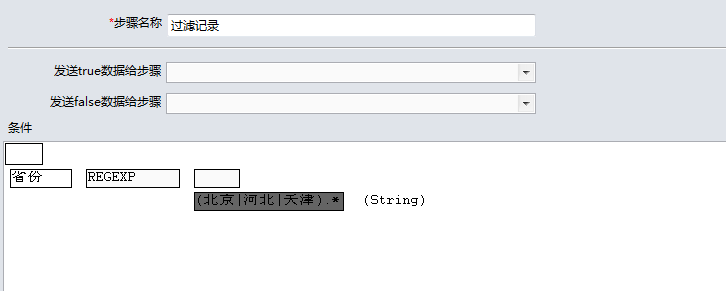 *步骤名称 过滤记录
发送true数据给步骤
发送false数据给步骤
条件
省份 REGEXP
(北京|河北|天津).* (String)